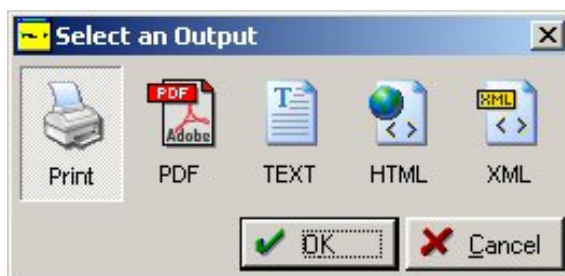 Select an Output
PDF
Adobe
T
XML
Print PDF TEXT HTML XML
OK Cancel